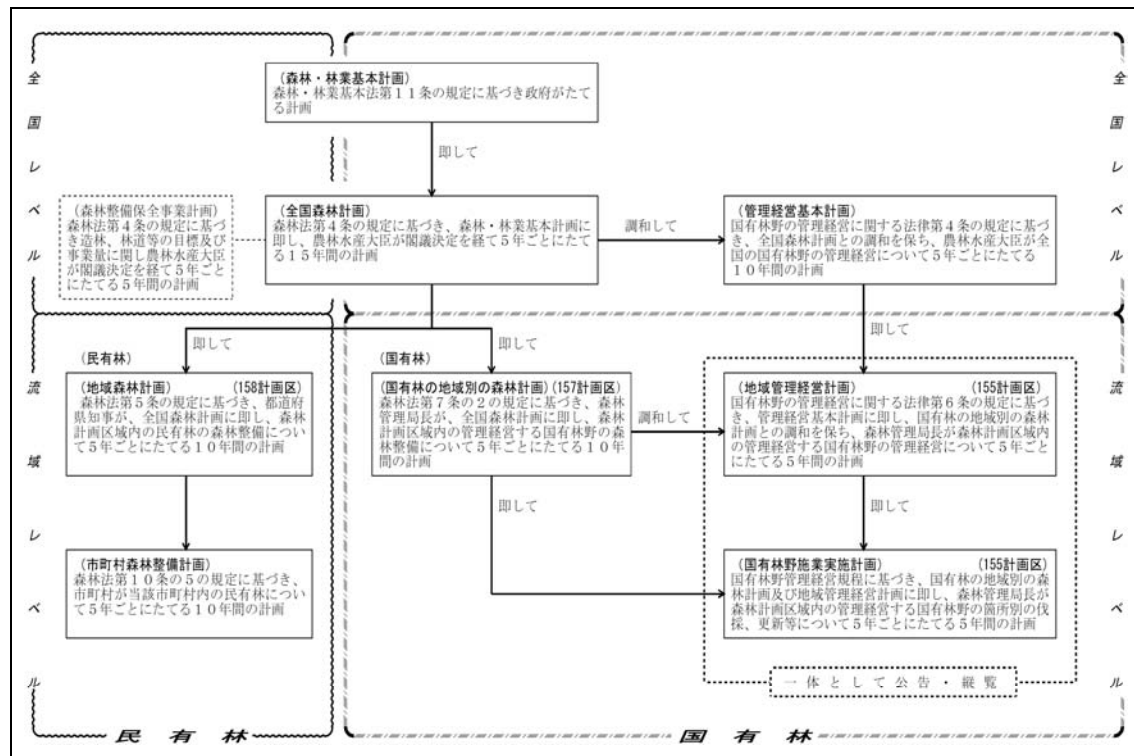 全国レベル
全国レベル
（森林・林業基本計画）
森林・林業基本法第１１条の規定に基づき政府がたて
る計画
即して
（森林整備保全事業計画）
森林法第４条の規定に基づ
き造林、林道等の目標及び
事業量に関し農林水産大臣
が閣議決定を経て５年ごと
にたてる５年間の計画
（全国森林計画）
森林法第４条の規定に基づき、森林・林業基本計画に
即し、農林水産大臣が閣議決定を経て５年ごとにたて
る１５年間の計画
調和して
（管理経営基本計画）
国有林野の管理経営に関する法律第４条の規定に基づ
き、全国森林計画との調和を保ち、農林水産大臣が全
国の国有林野の管理経営について５年ごとにたてる
１０年間の計画
流域レベル
流域レベル
即して
即して
即して
（民有林）
（国有林）
（地域森林計画） （158計画区）
森林法第５条の規定に基づき、都道府
県知事が、全国森林計画に即し、森林
計画区域内の民有林の森林整備につい
て５年ごとにたてる１０年間の計画
（国有林の地域別の森林計画）（157計画区）
森林法第７条の２の規定に基づき、森林
管理局長が、全国森林計画に即し、森林
計画区域内の管理経営する国有林野の森
林整備について５年ごとにたてる１０年
間の計画
調和して
（地域管理経営計画） （155計画区）
国有林野の管理経営に関する法律第６条の規定に基づ
き、管理経営基本計画に即し、国有林の地域別の森林
計画との調和を保ち、森林管理局長が森林計画区域内
の管理経営する国有林野の管理経営について５年ごと
にたてる５年間の計画
即して
即して
（市町村森林整備計画）
森林法第１０条の５の規定に基づき、
市町村が当該市町村内の民有林につい
て５年ごとにたてる１０年間の計画
（国有林野施業実施計画） （155計画区）
国有林野管理経営規程に基づき、国有林の地域別の森
林計画及び地域管理経営計画に即し、森林管理局長が
森林計画区域内の管理経営する国有林野の箇所別の伐
採、更新等について５年ごとにたてる５年間の計画
一体として公告・縦覧
民有林
国有林